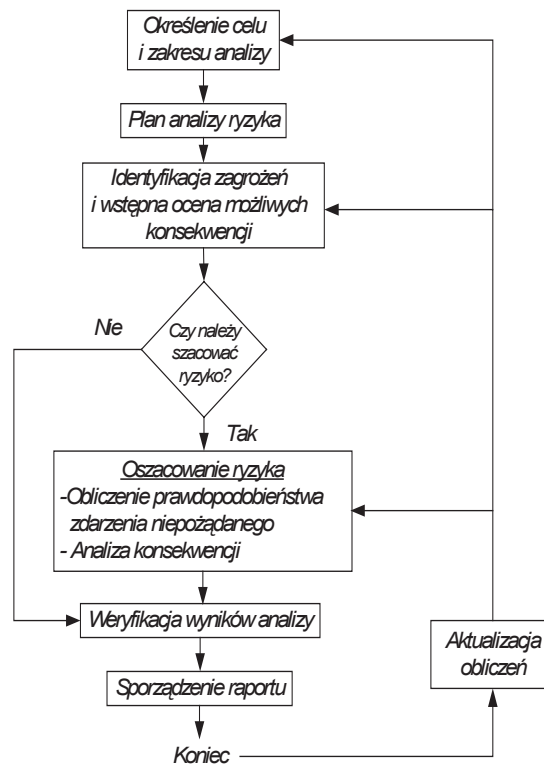 Określenie celu
i zakresu analizy
Plan analizy ryzyka
Identyfikacja zagrożeń
i wstępna ocena możliwych
konsekwencji
Nie
Czy należy
szacować
ryzyko?
Tak
Oszacowanie ryzyka
-Obliczenie prawdopodobieństwa
zdarzenia niepożądanego
- Analiza konsekwencji
Weryfikacja wyników analizy
Aktualizacja
obliczeń
Sporządzenie raportu
Koniec